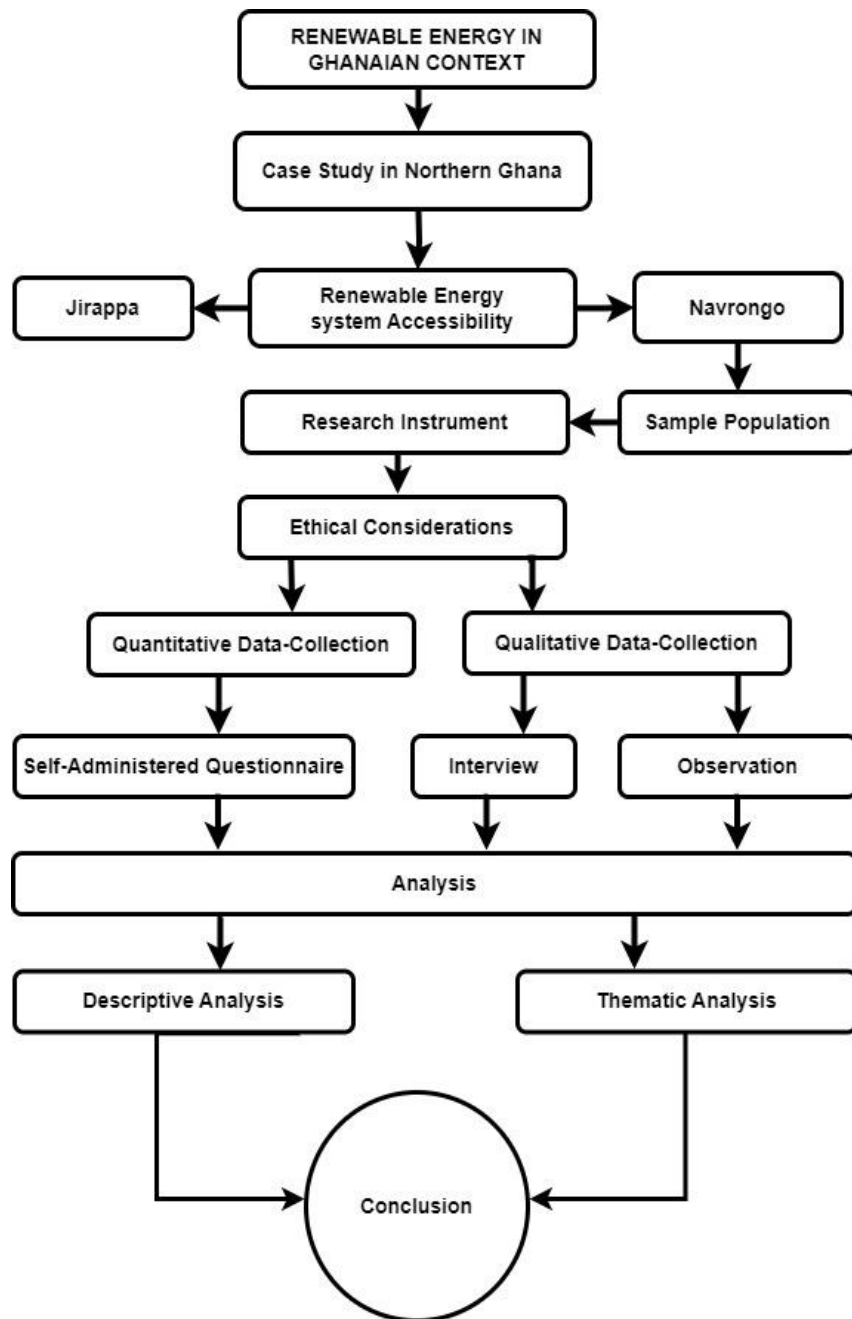 RENEWABLE ENERGY IN
GHANAIAN CONTEXT
Case Study in Northern Ghana
Jirappa
Renewable Energy
system Accessibility
Navrongo
Research Instrument
Sample Population
Ethical Considerations
Quantitative Data-Collection
Qualitative Data-Collection
Self-Administered Questionnaire
Interview
Observation
Analysis
Descriptive Analysis
Thematic Analysis
Conclusion